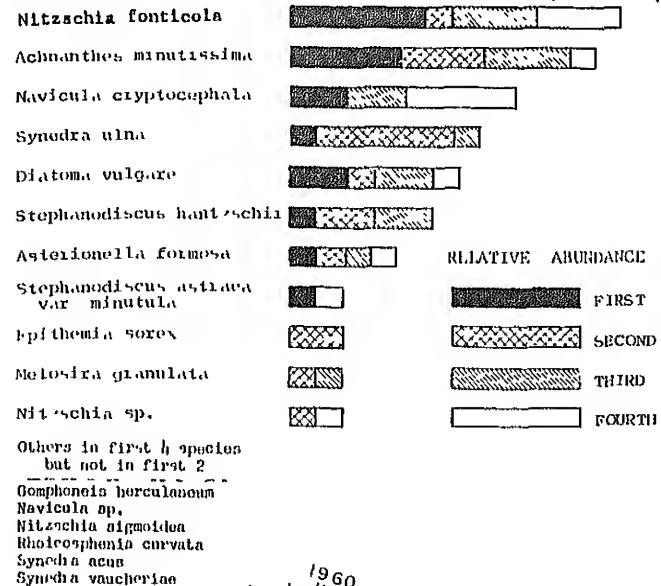 Nitzschia fonticola
Achnanthes minutissima
Navicula cryptocephala
Synedra ulna
Diatoma vulgare
Stephanodiscus hantzschii
Asterionella formosa
RELATIVE ABUNDANCE
Stephanodiscus astraea
var minutula
FIRST
Epithemia sorex
SECOND
Melosira granulata
THIRD
Nitzschia sp.
FOURTH
Others in first 4 species
but not in first 2
Gomphoneis herculaneum
Navicula sp.
Nitzschia sigmoidea
Rhoicosphenia curvata
Synedra acus
Synedra vaucheriae
1960